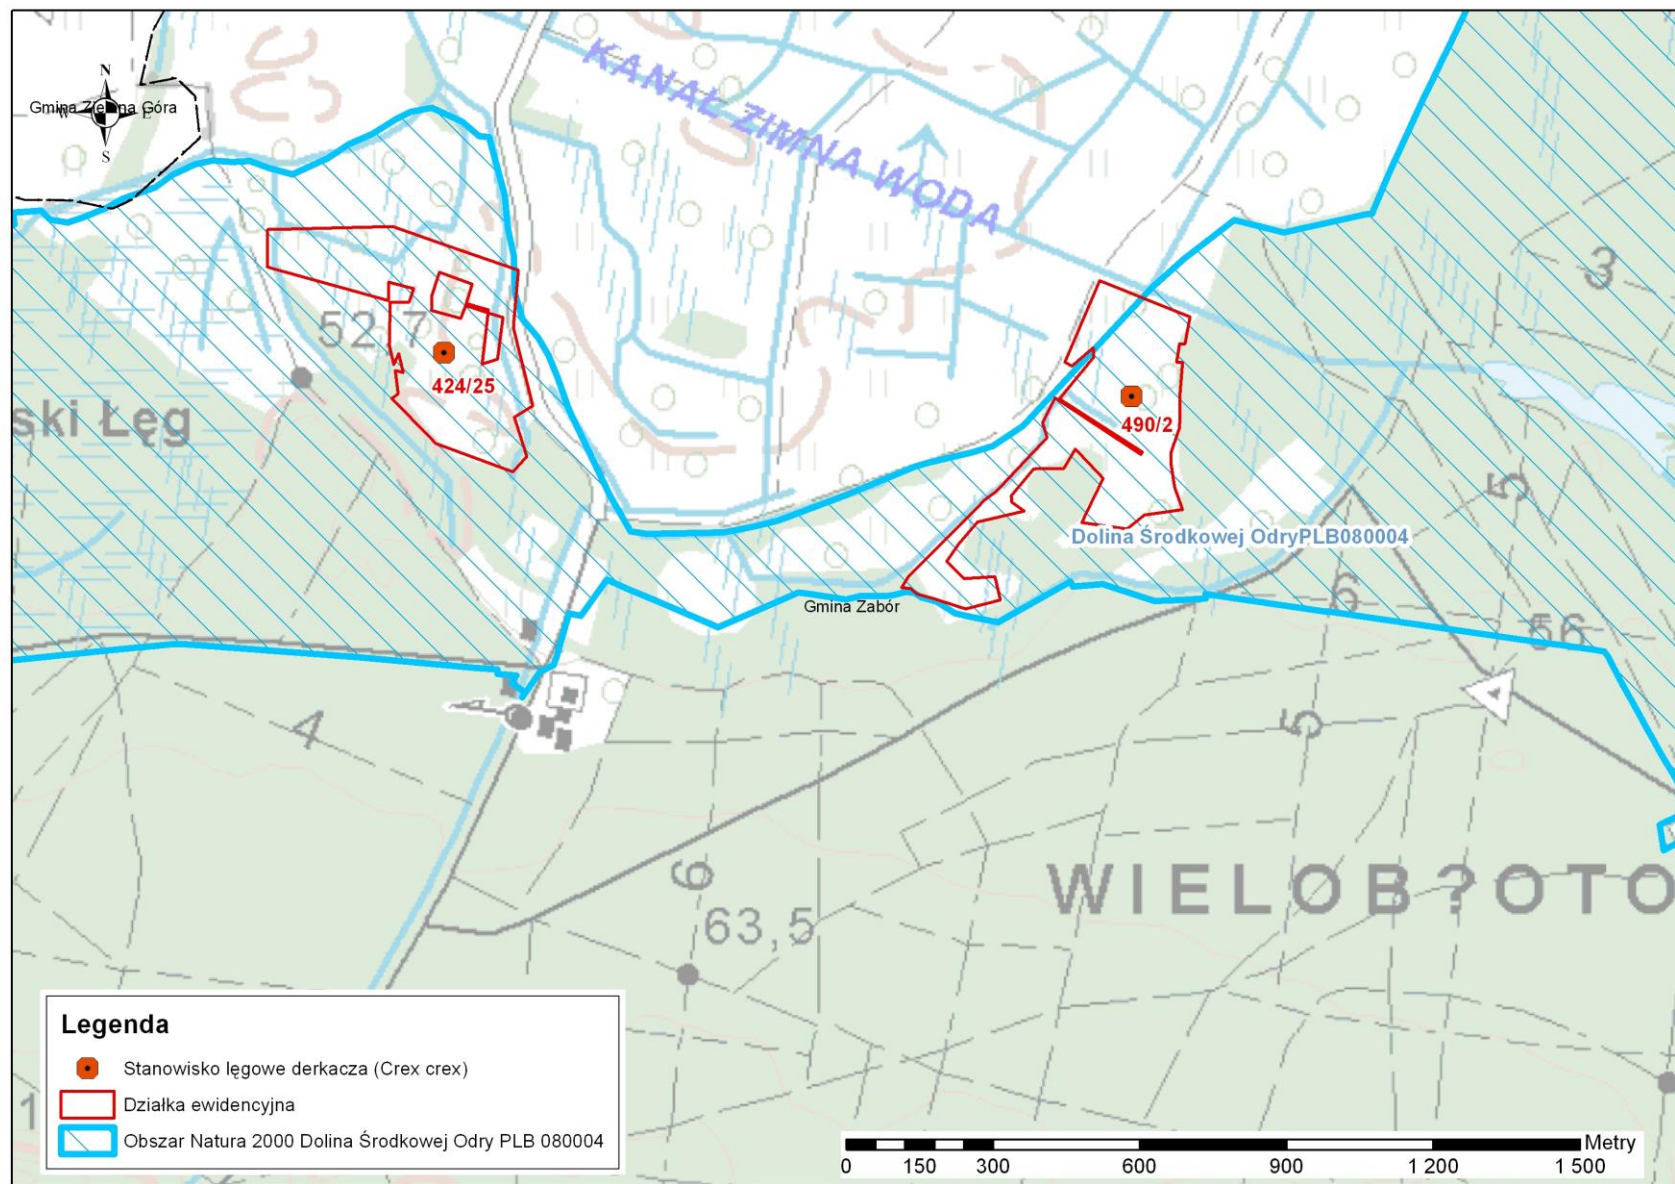 N
Gmina Zielona Góra
W
E
S
KANAŁ ZIMNA WODA
3
52,7
424/25
ski Łęg
490/2
5
Dolina Środkowej OdryPLB080004
6
Gmina Zabór
56
4
5
6
63,5
WIELOB?OTO
1
Legenda
Stanowisko lęgowe derkacza (Crex crex)
Działka ewidencyjna
Obszar Natura 2000 Dolina Środkowej Odry PLB 080004
Metry
0 150 300 600 900 1 200 1 500